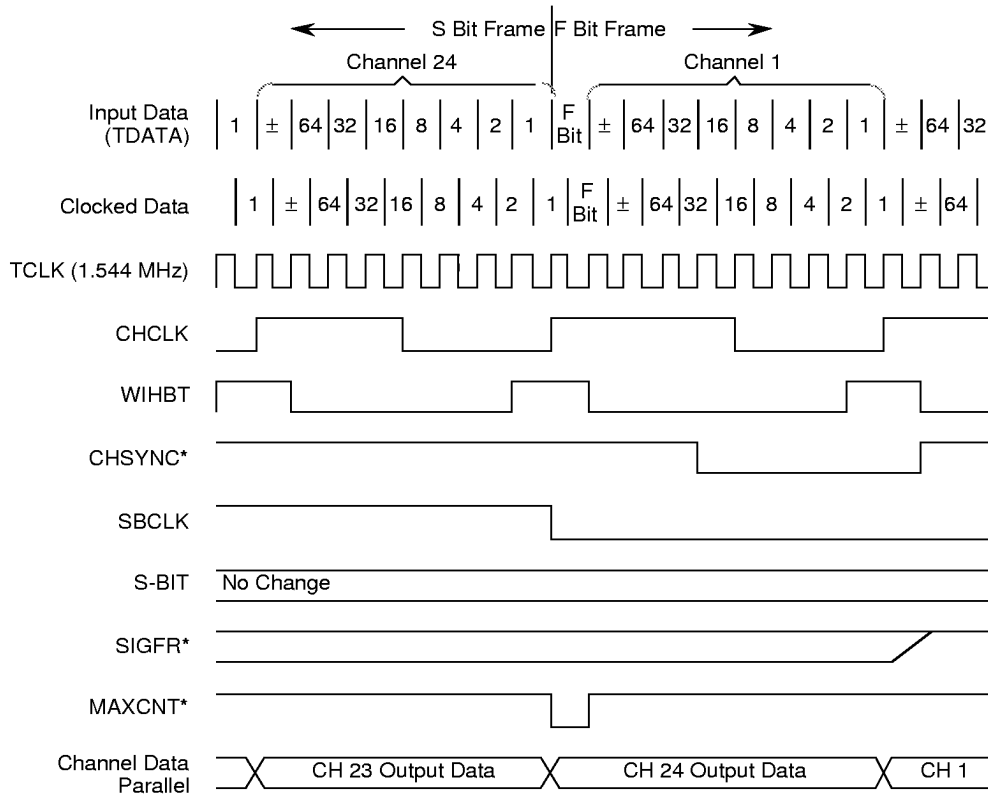 S Bit Frame F Bit Frame
Channel 24 Channel 1
Input Data
(TDATA)
1 ± 64 32 16 8 4 2 1 F Bit ± 64 32 16 8 4 2 1 ± 64 32
Clocked Data
1 ± 64 32 16 8 4 2 1 F Bit ± 64 32 16 8 4 2 1 ± 64
TCLK (1.544 MHz)
CHCLK
WIHBT
CHSYNC*
SBCLK
S-BIT No Change
SIGFR*
MAXCNT*
Channel Data
Parallel
CH 23 Output Data CH 24 Output Data CH 1